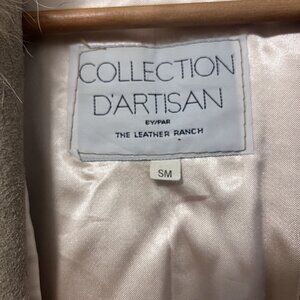 COLLECTION
D'ARTISAN
BY/PAR
THE LEATHER RANCH
SM